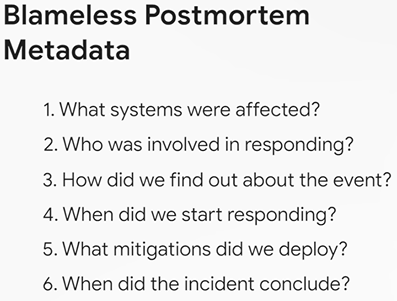 Blameless Postmortem
Metadata
1. What systems were affected?
2. Who was involved in responding?
3. How did we find out about the event?
4. When did we start responding?
5. What mitigations did we deploy?
6. When did the incident conclude?